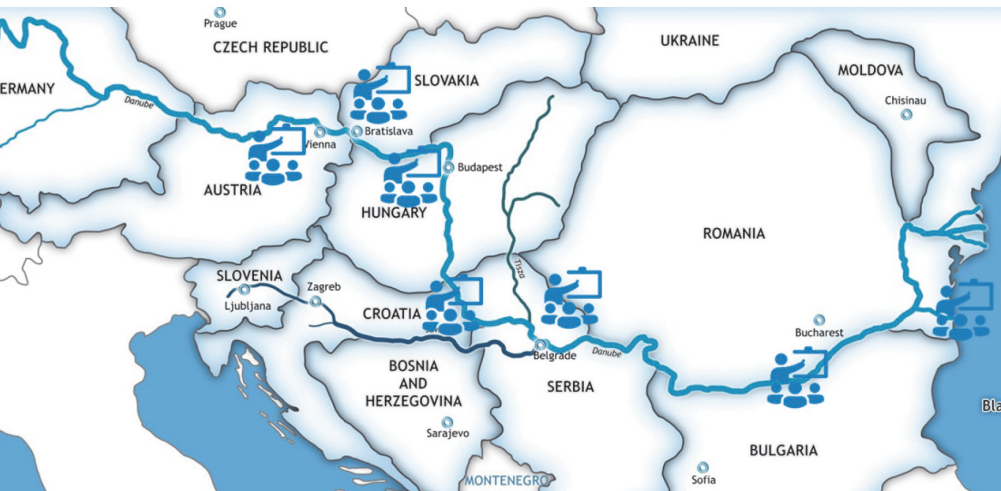 Prague
CZECH REPUBLIC
UKRAINE
SLOVAKIA
MOLDOVA
ERMANY
Danube
Chisinau
Vienna
Bratislava
Budapest
AUSTRIA
HUNGARY
ROMANIA
SLOVENIA
Tisza
Ljubljana
Zagreb
CROATIA
Bucharest
Belgrade
Danube
BOSNIA
AND
HERZEGOVINA
SERBIA
Bla
Sarajevo
BULGARIA
MONTENEGRO
Sofia